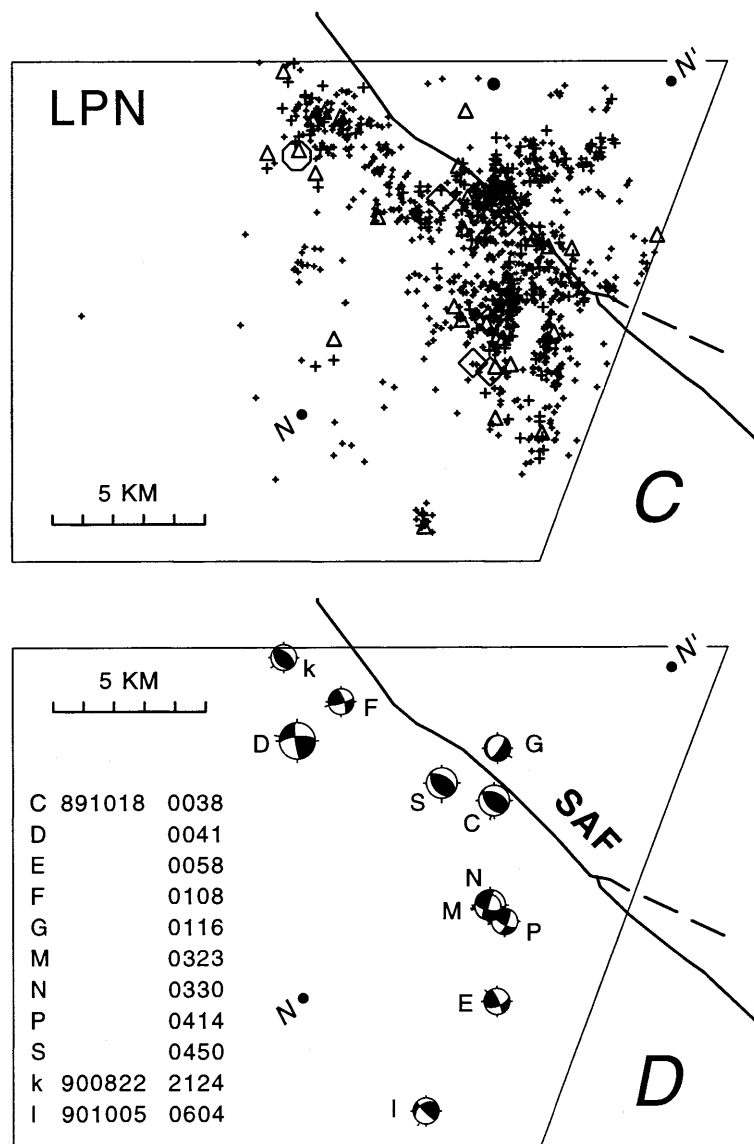 LPN
N'
N
5 KM
C
5 KM
N'
k
F
D
G
S
C
SAF
N
M
P
E
N
I
D
C 891018 0038
D 0041
E 0058
F 0108
G 0116
M 0323
N 0330
P 0414
S 0450
k 900822 2124
I 901005 0604